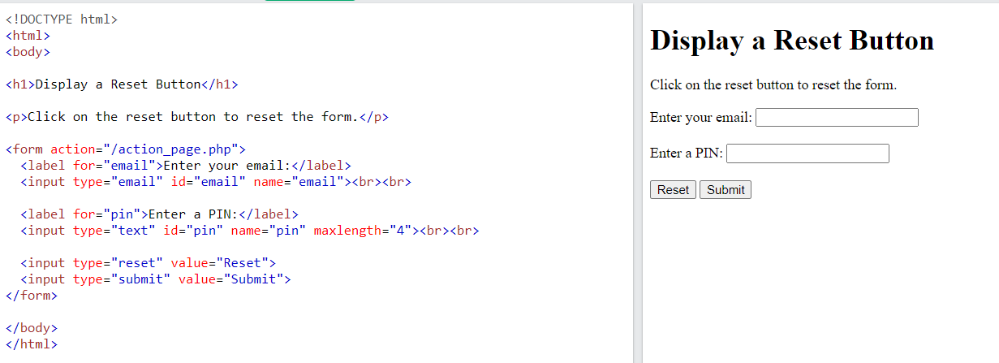 <!DOCTYPE html>
<html>
<body>
<h1>Display a Reset Button</h1>
<p>Click on the reset button to reset the form.</p>
<form action="/action_page.php">
<label for="email">Enter your email:</label>
<input type="email" id="email" name="email"><br><br>
<label for="pin">Enter a PIN:</label>
<input type="text" id="pin" name="pin" maxlength="4"><br><br>
<input type="reset" value="Reset">
<input type="submit" value="Submit">
</form>
</body>
</html>
Display a Reset Button
Click on the reset button to reset the form.
Enter your email:
Enter a PIN:
Reset Submit